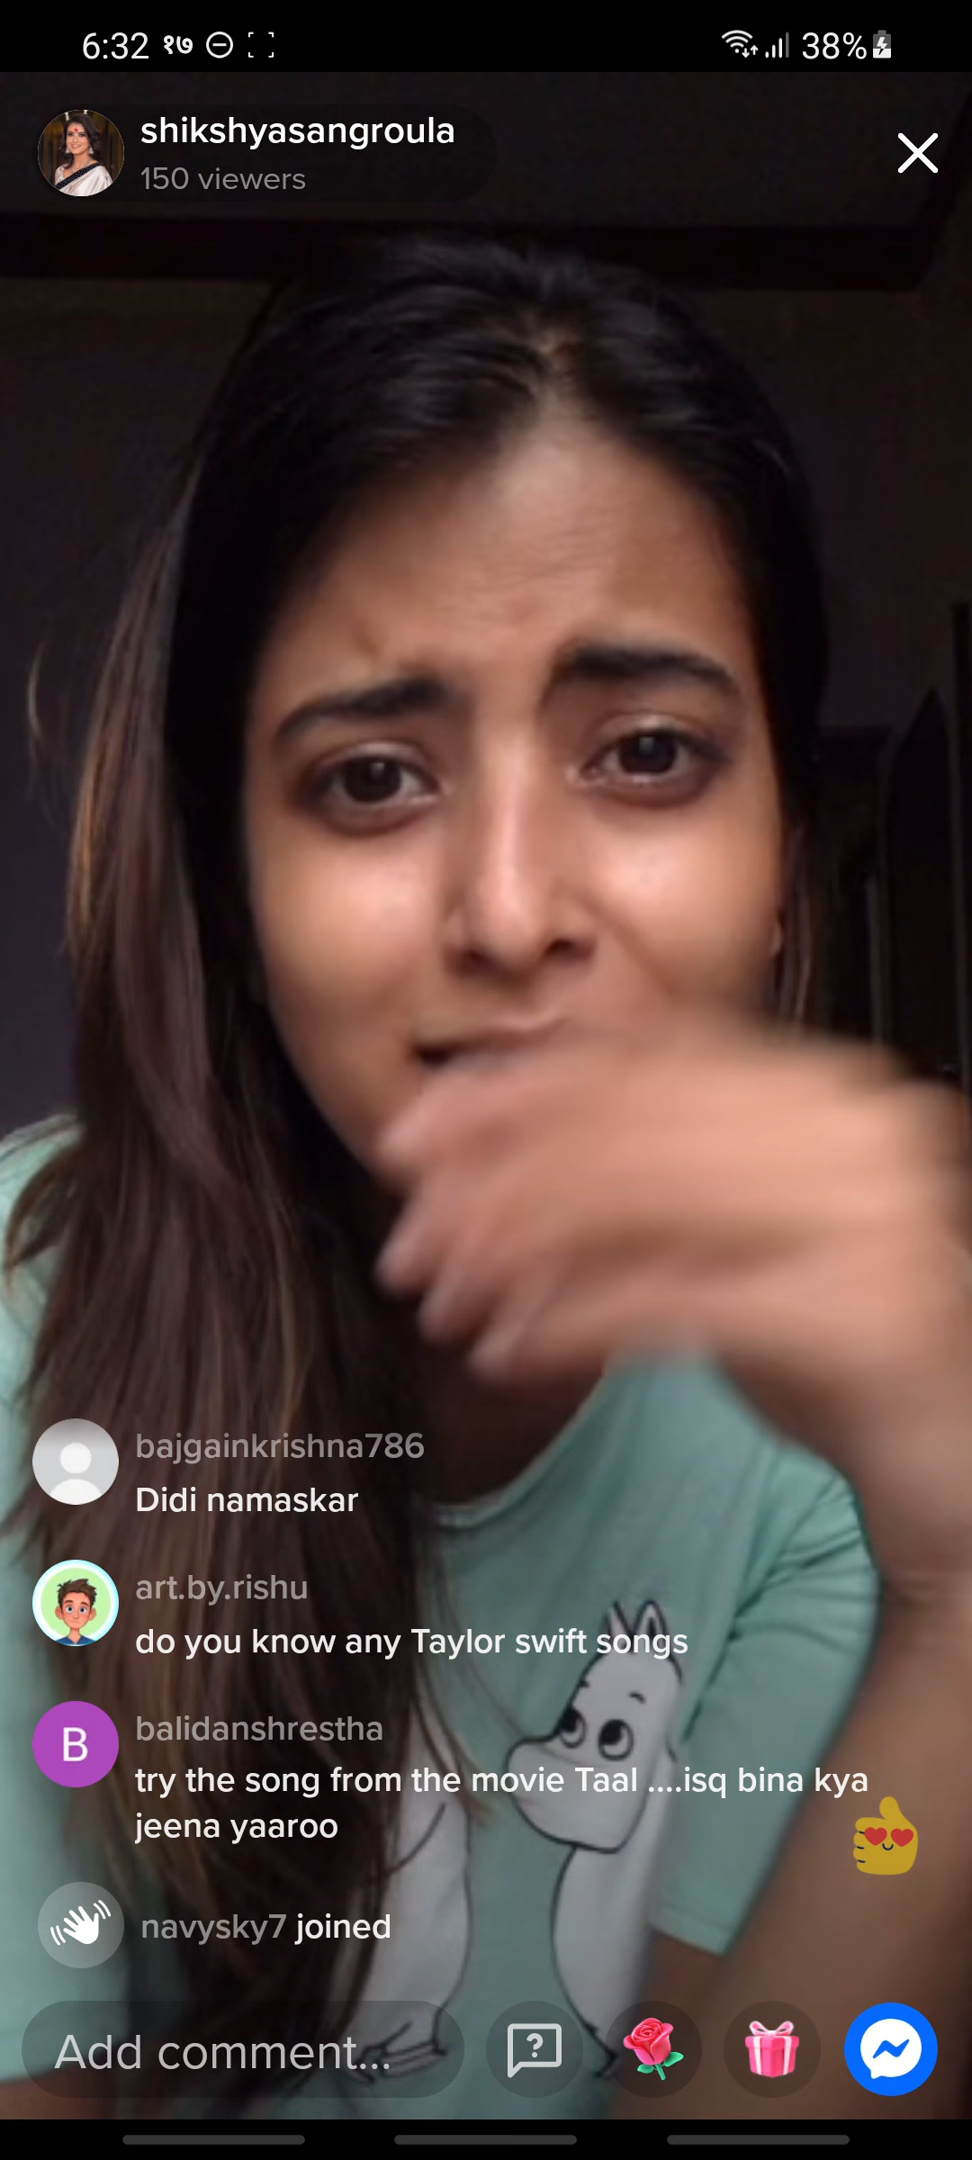 6:32 १७ 38%
shikshyasangroula
150 viewers
bajgainkrishna786
Didi namaskar
art.by.rishu
do you know any Taylor swift songs
B
balidanshrestha
try the song from the movie Taal ....isq bina kya
jeena yaaroo
navysky7 joined
Add comment...
?